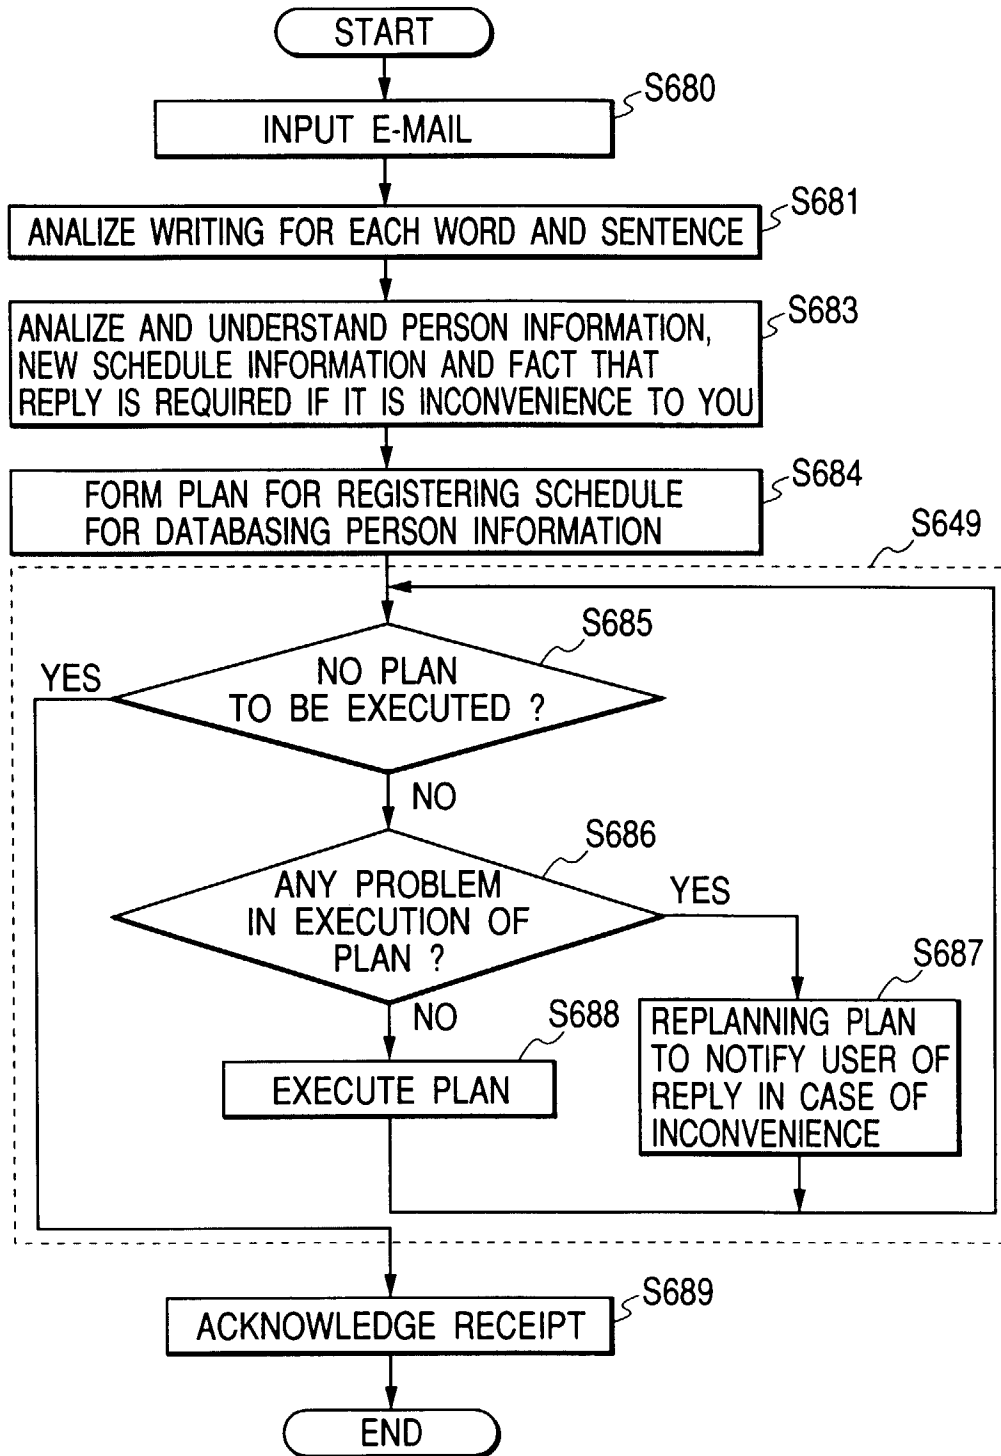 START
S680
INPUT E-MAIL
S681
ANALIZE WRITING FOR EACH WORD AND SENTENCE
S683
ANALIZE AND UNDERSTAND PERSON INFORMATION,
NEW SCHEDULE INFORMATION AND FACT THAT
REPLY IS REQUIRED IF IT IS INCONVENIENCE TO YOU
S684
FORM PLAN FOR REGISTERING SCHEDULE
FOR DATABASING PERSON INFORMATION
S649
S685
YES
NO PLAN
TO BE EXECUTED ?
NO
S686
ANY PROBLEM
IN EXECUTION OF
PLAN ?
YES
NO
S687
REPLANNING PLAN
TO NOTIFY USER OF
REPLY IN CASE OF
INCONVENIENCE
S688
EXECUTE PLAN
S689
ACKNOWLEDGE RECEIPT
END